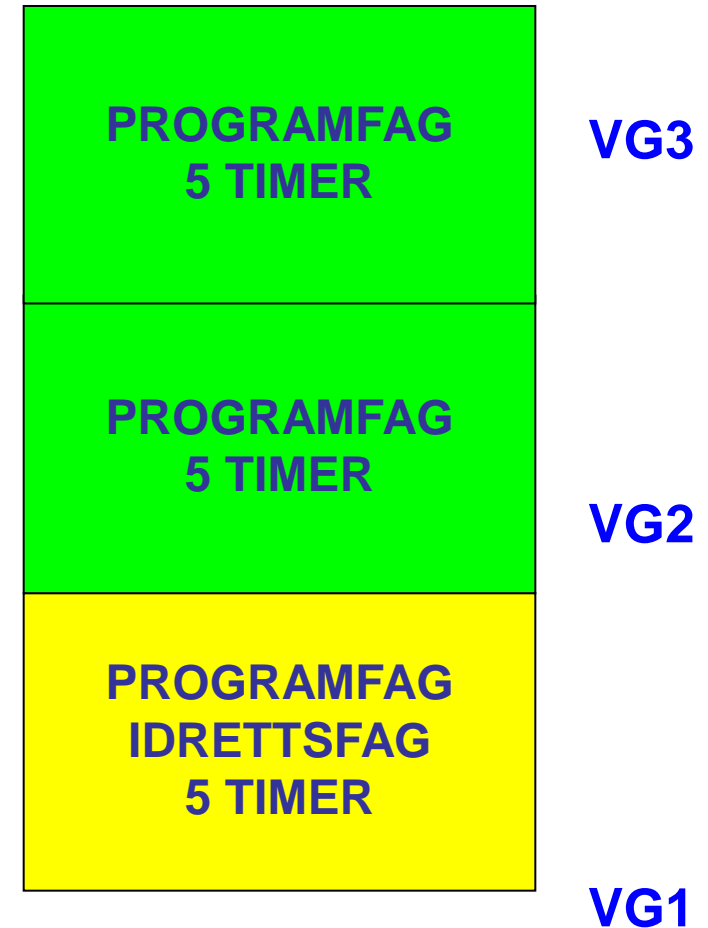 PROGRAMFAG
5 TIMER
VG3
PROGRAMFAG
5 TIMER
VG2
PROGRAMFAG
IDRETTSFAG
5 TIMER
VG1